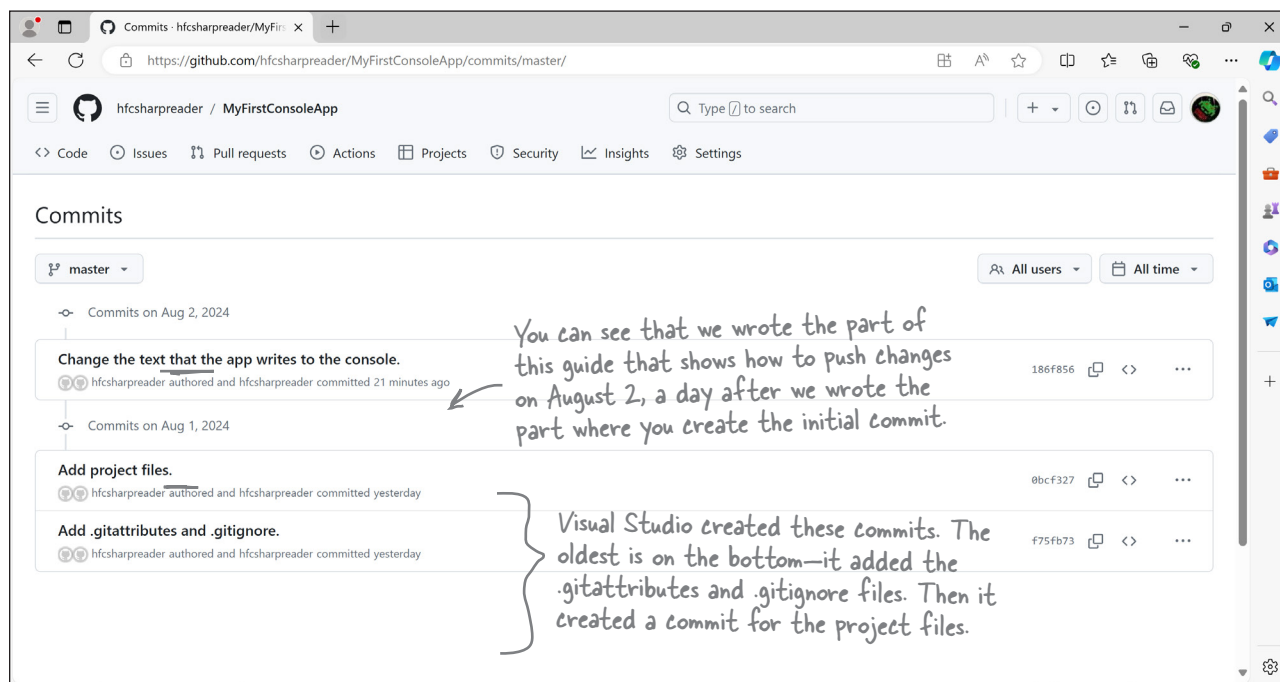 Commits · hfcsharpreader/MyFirs
https://github.com/hfcsharpreader/MyFirstConsoleApp/commits/master/
hfcsharpreader / MyFirstConsoleApp
Type / to search
Code Issues Pull requests Actions Projects Security Insights Settings
Commits
master
All users
All time
Commits on Aug 2, 2024
Change the text that the app writes to the console.
hfcsharpreader authored and hfcsharpreader committed 21 minutes ago
186f856
You can see that we wrote the part of
this guide that shows how to push changes
on August 2, a day after we wrote the
part where you create the initial commit.
Commits on Aug 1, 2024
Add project files.
hfcsharpreader authored and hfcsharpreader committed yesterday
0bcf327
Add .gitattributes and .gitignore.
hfcsharpreader authored and hfcsharpreader committed yesterday
f75fb73
Visual Studio created these commits. The
oldest is on the bottom—it added the
.gitattributes and .gitignore files. Then it
created a commit for the project files.